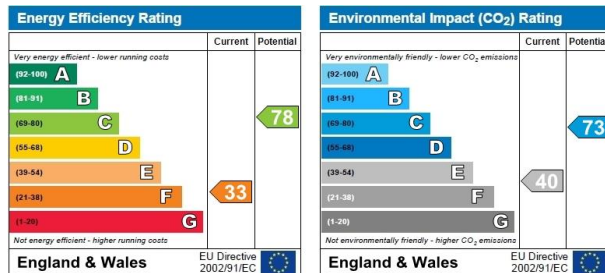 Energy Efficiency Rating
Current Potential
Very energy efficient - lower running costs
(92-100) A
(81-91) B
(69-80) C
78
(55-68) D
(39-54) E
(21-38) F
33
(1-20) G
Not energy efficient - higher running costs
England & Wales
EU Directive
2002/91/EC
Environmental Impact (CO₂) Rating
Current Potential
Very environmentally friendly - lower CO₂ emissions
(92-100) A
(81-91) B
(69-80) C
73
(55-68) D
(39-54) E
40
(21-38) F
(1-20) G
Not environmentally friendly - higher CO₂ emissions
England & Wales
EU Directive
2002/91/EC